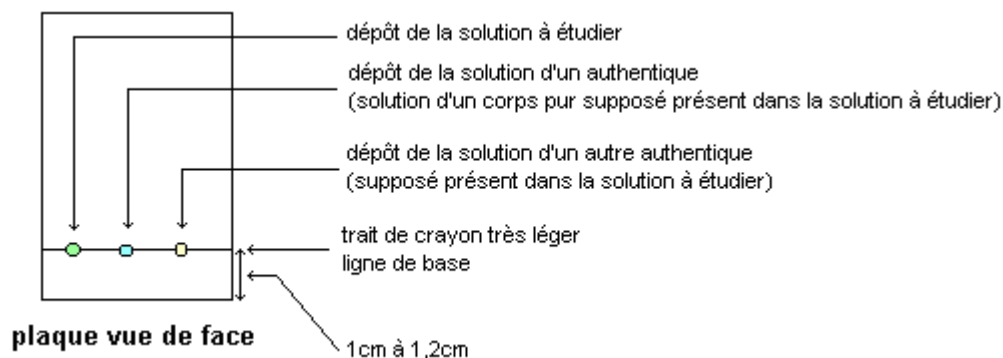 dépôt de la solution à étudier
dépôt de la solution d'un authentique
(solution d'un corps pur supposé présent dans la solution à étudier)
dépôt de la solution d'un autre authentique
(supposé présent dans la solution à étudier)
trait de crayon très léger
ligne de base
plaque vue de face
1cm à 1,2cm